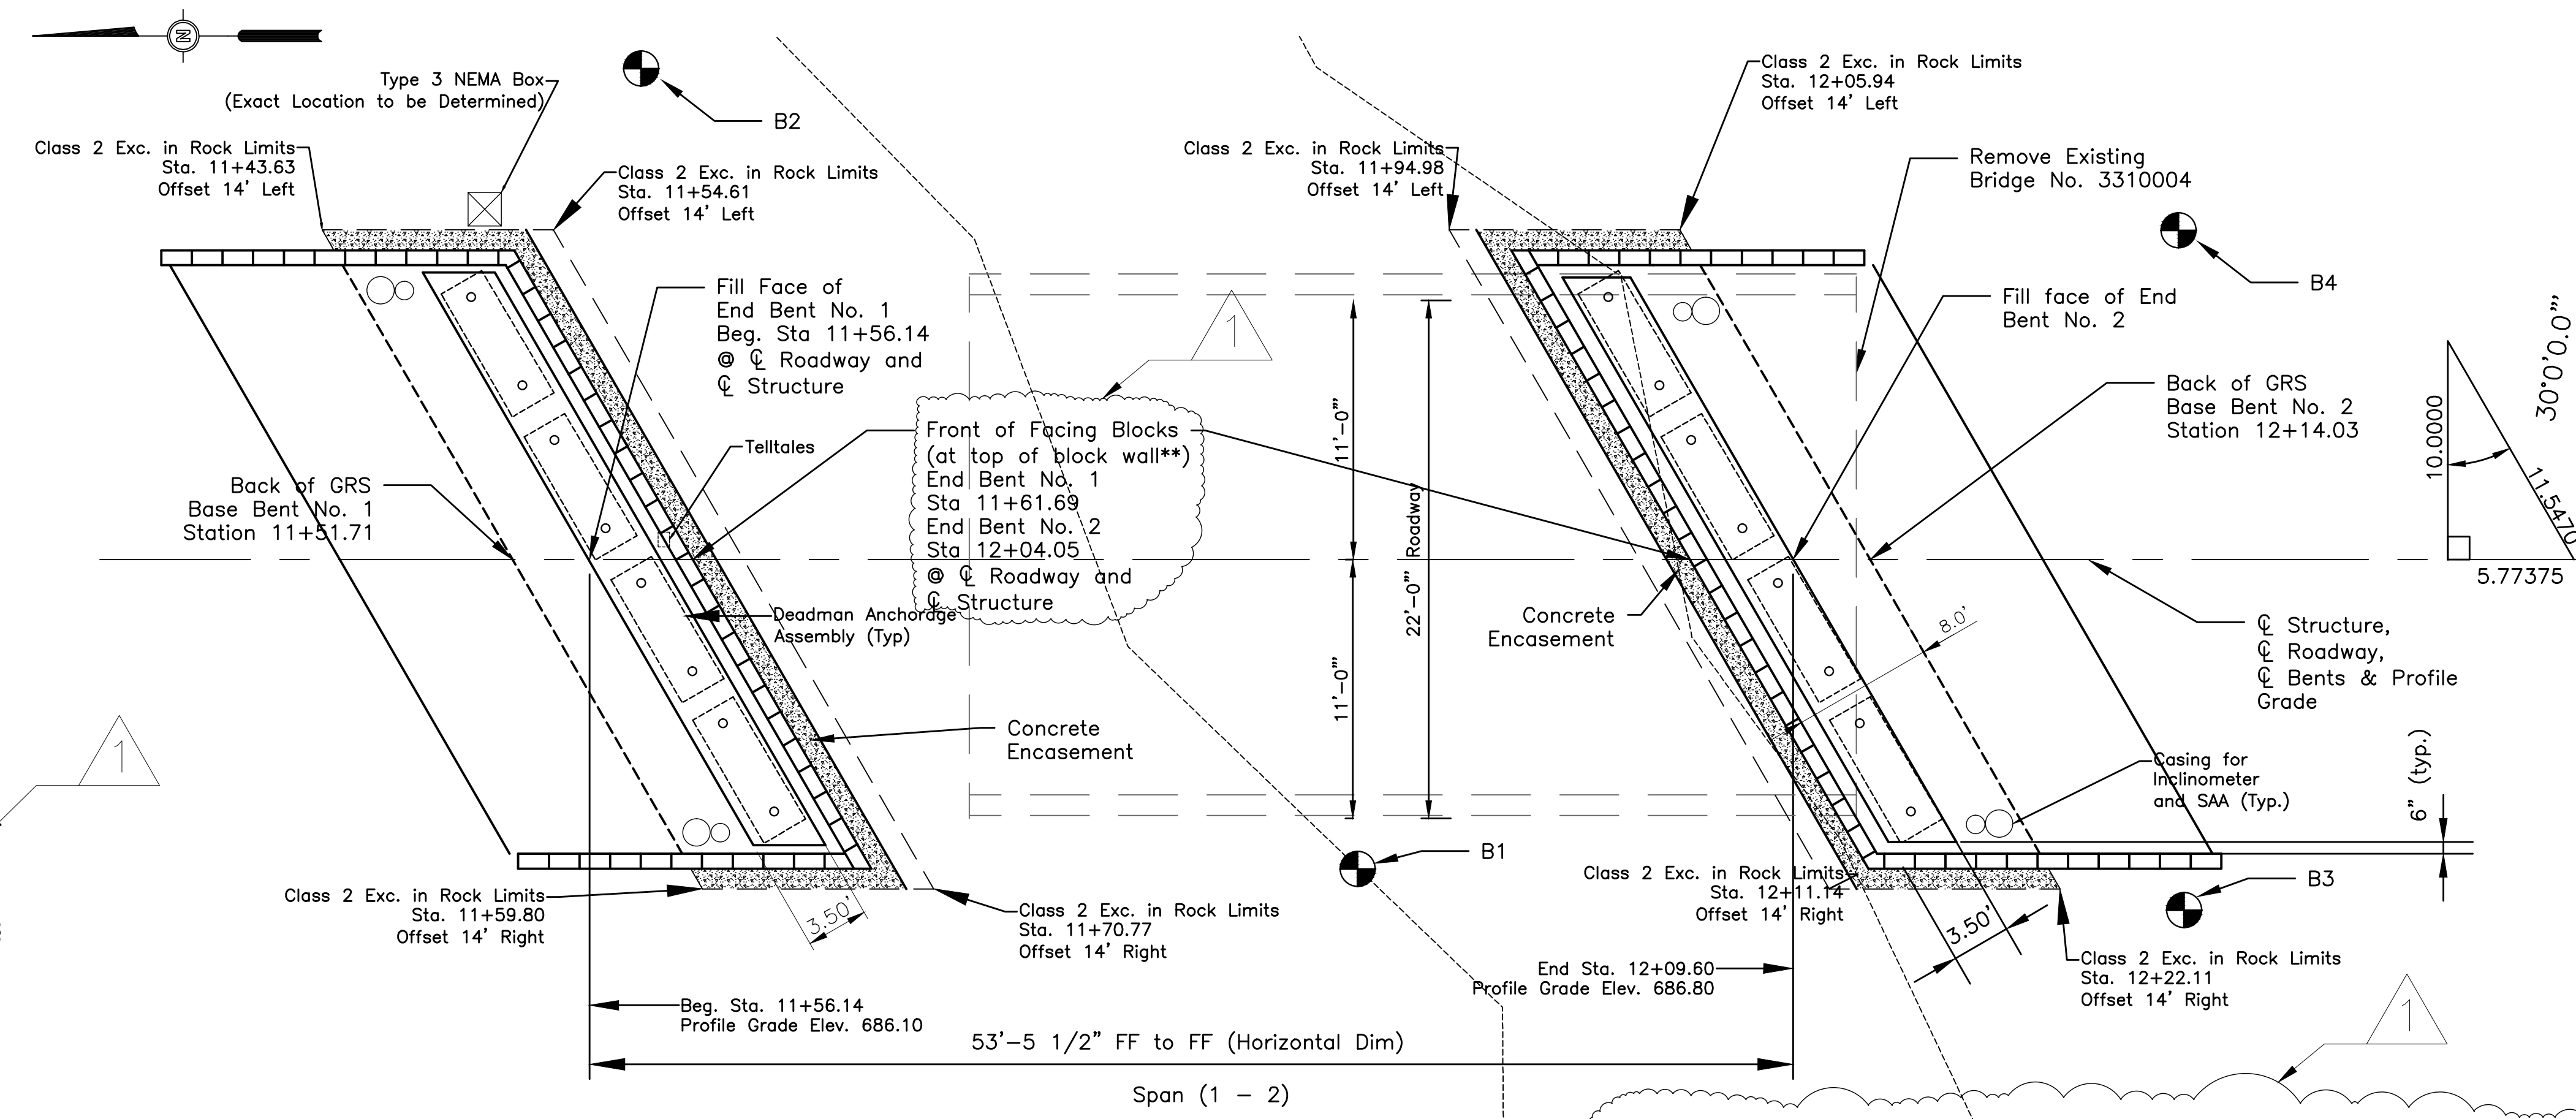 N
Type 3 NEMA Box
(Exact Location to be Determined)
B2
Class 2 Exc. in Rock Limits
Sta. 12+05.94
Offset 14' Left
Class 2 Exc. in Rock Limits
Sta. 11+43.63
Offset 14' Left
Class 2 Exc. in Rock Limits
Sta. 11+54.61
Offset 14' Left
Class 2 Exc. in Rock Limits
Sta. 11+94.98
Offset 14' Left
Remove Existing
Bridge No. 3310004
B4
Fill Face of
End Bent No. 1
Beg. Sta 11+56.14
@ ℄ Roadway and
℄ Structure
1
Fill face of End
Bent No. 2
Back of GRS
Base Bent No. 2
Station 12+14.03
10.0000
30°0'0.0"'
11.5470
5.77375
Front of Facing Blocks
(at top of block wall**)
End Bent No. 1
Sta 11+61.69
End Bent No. 2
Sta 12+04.05
@ ℄ Roadway and
℄ Structure
Telltales
Back of GRS
Base Bent No. 1
Station 11+51.71
11'-0"'
22'-0"' Roadway
11'-0"'
Deadman Anchorage
Assembly (Typ)
Concrete
Encasement
8.0'
℄ Structure,
℄ Roadway,
℄ Bents & Profile
Grade
1
Concrete
Encasement
Casing for
Inclinometer
and SAA (Typ.)
6" (typ.)
B1
B3
Class 2 Exc. in Rock Limits
Sta. 11+59.80
Offset 14' Right
3.50'
Class 2 Exc. in Rock Limits
Sta. 11+70.77
Offset 14' Right
Class 2 Exc. in Rock Limits
Sta. 12+11.14
Offset 14' Right
3.50'
Class 2 Exc. in Rock Limits
Sta. 12+22.11
Offset 14' Right
Beg. Sta. 11+56.14
Profile Grade Elev. 686.10
End Sta. 12+09.60
Profile Grade Elev. 686.80
1
53'-5 1/2" FF to FF (Horizontal Dim)
Span (1 - 2)